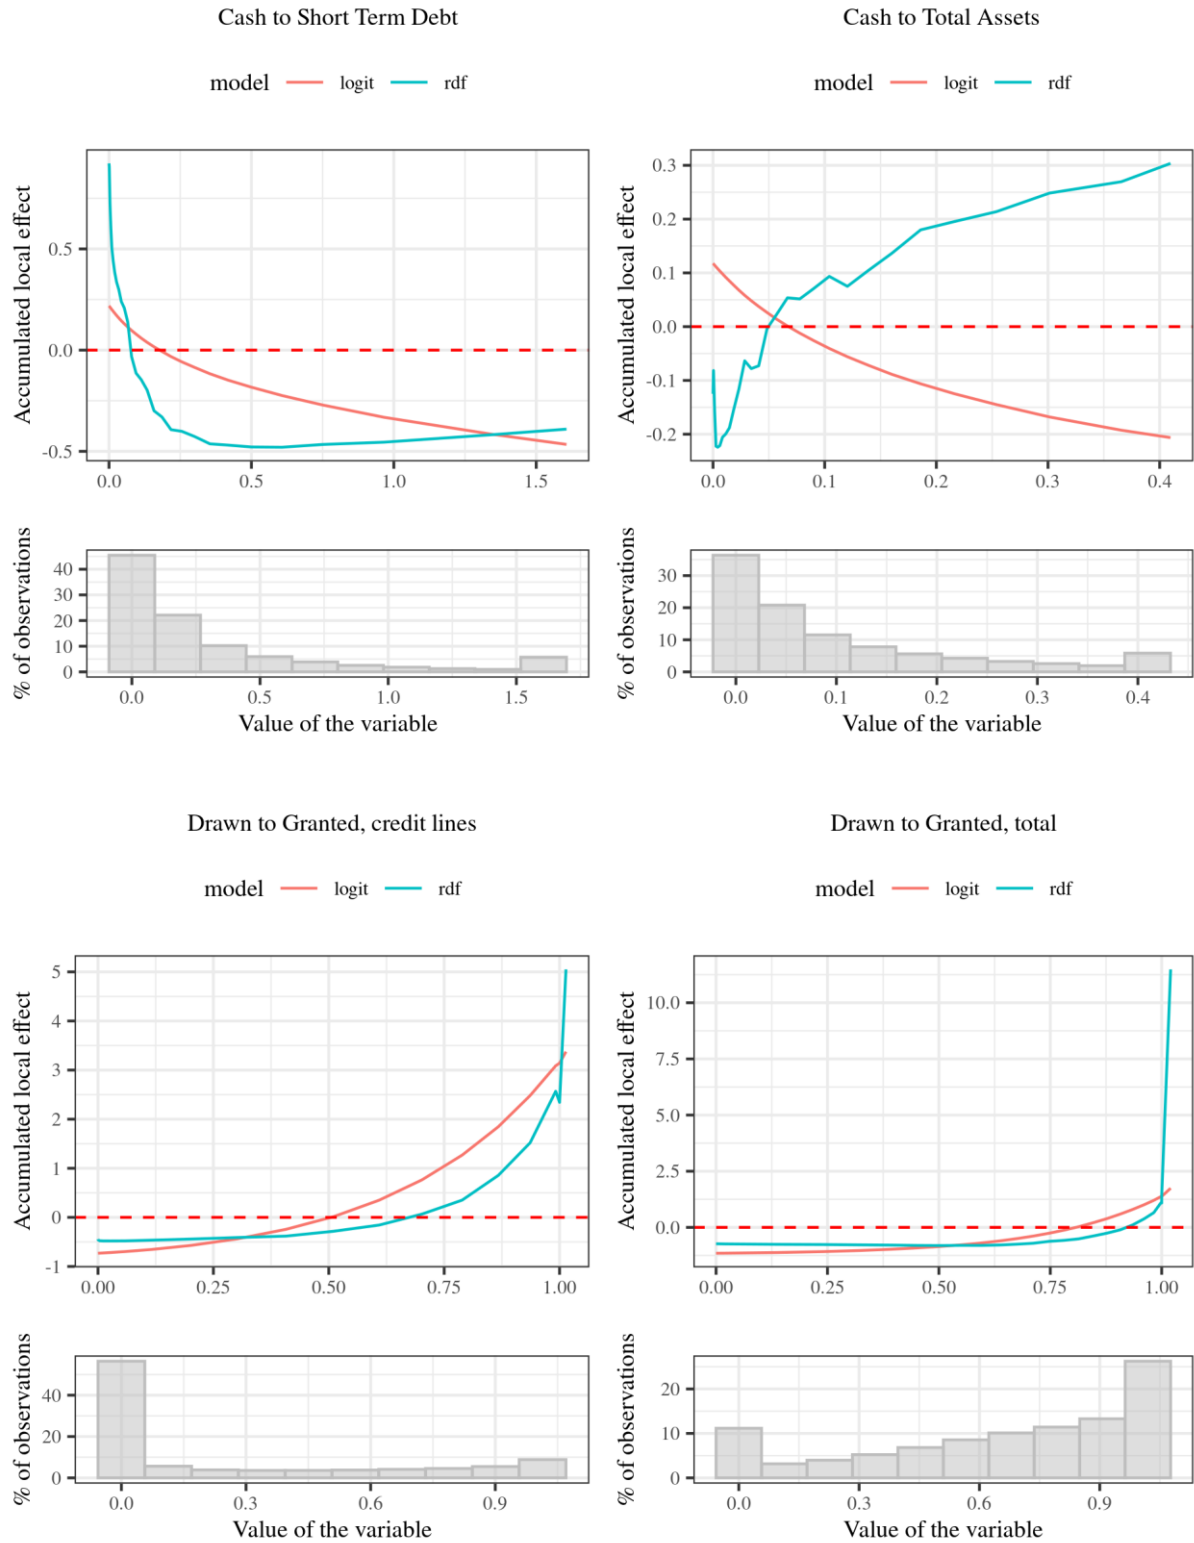 Cash to Short Term Debt
model logit rdf
Accumulated local effect
0.5
0.0
-0.5
0.0 0.5 1.0 1.5
% of observations
40
30
20
10
0
0.0 0.5 1.0 1.5
Value of the variable
Cash to Total Assets
model logit rdf
Accumulated local effect
0.3
0.2
0.1
0.0
-0.1
-0.2
0.0 0.1 0.2 0.3 0.4
% of observations
30
20
10
0
0.0 0.1 0.2 0.3 0.4
Value of the variable
Drawn to Granted, credit lines
model logit rdf
Accumulated local effect
5
4
3
2
1
0
-1
0.00 0.25 0.50 0.75 1.00
% of observations
40
20
0
0.0 0.3 0.6 0.9
Value of the variable
Drawn to Granted, total
model logit rdf
Accumulated local effect
10.0
7.5
5.0
2.5
0.0
0.00 0.25 0.50 0.75 1.00
% of observations
20
10
0
0.0 0.3 0.6 0.9
Value of the variable